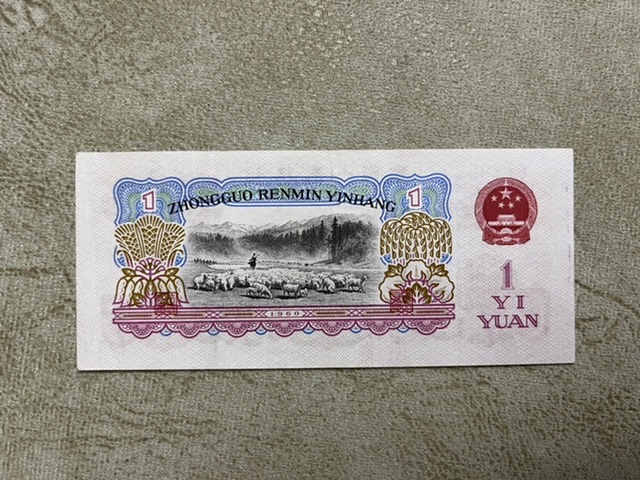 1 ZHONGGUO RENMIN YINHANG 1
1960
1
YI
YUAN